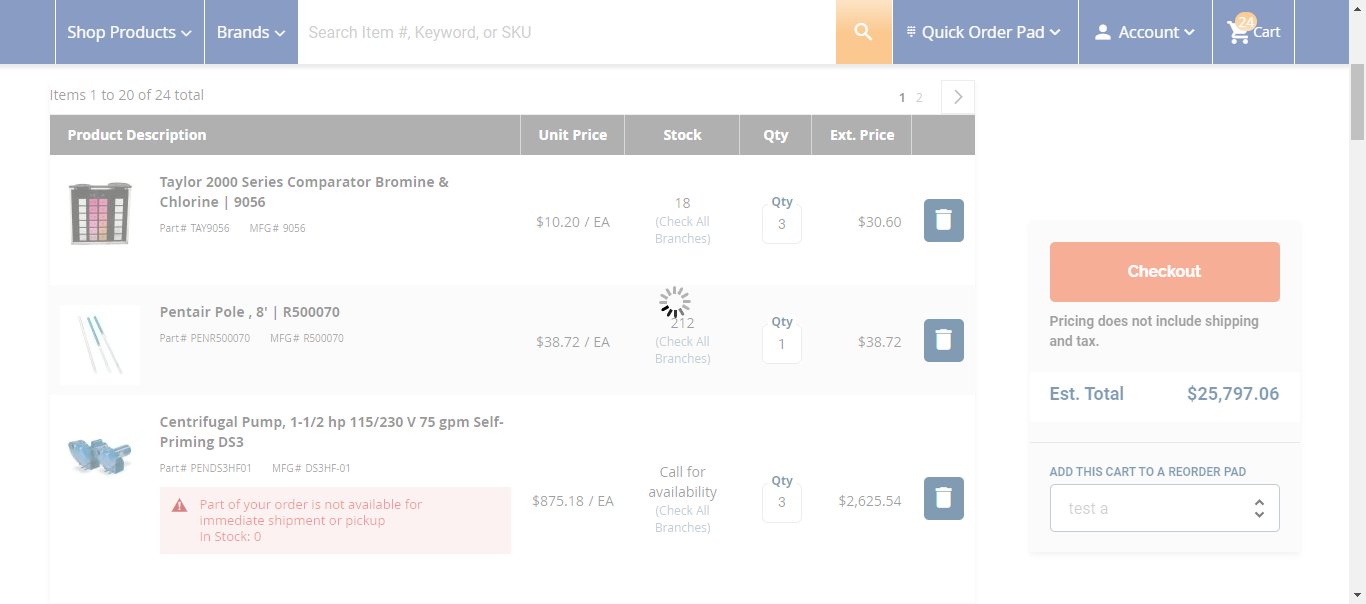 Shop Products
Brands
Search Item #, Keyword, or SKU
Quick Order Pad
Account
24
Cart
Items 1 to 20 of 24 total
1 2
Product Description Unit Price Stock Qty Ext. Price
Taylor 2000 Series Comparator Bromine &
Chlorine | 9056
Part# TAY9056 MFG# 9056
$10.20 / EA
18
(Check All
Branches)
Qty
3
$30.60
Pentair Pole , 8' | R500070
Part# PENR500070 MFG# R500070
$38.72 / EA
212
(Check All
Branches)
Qty
1
$38.72
Centrifugal Pump, 1-1/2 hp 115/230 V 75 gpm Self-
Priming DS3
Part# PENDS3HF01 MFG# DS3HF-01
Part of your order is not available for
immediate shipment or pickup
In Stock: 0
$875.18 / EA
Call for
availability
(Check All
Branches)
Qty
3
$2,625.54
Checkout
Pricing does not include shipping
and tax.
Est. Total $25,797.06
ADD THIS CART TO A REORDER PAD
test a